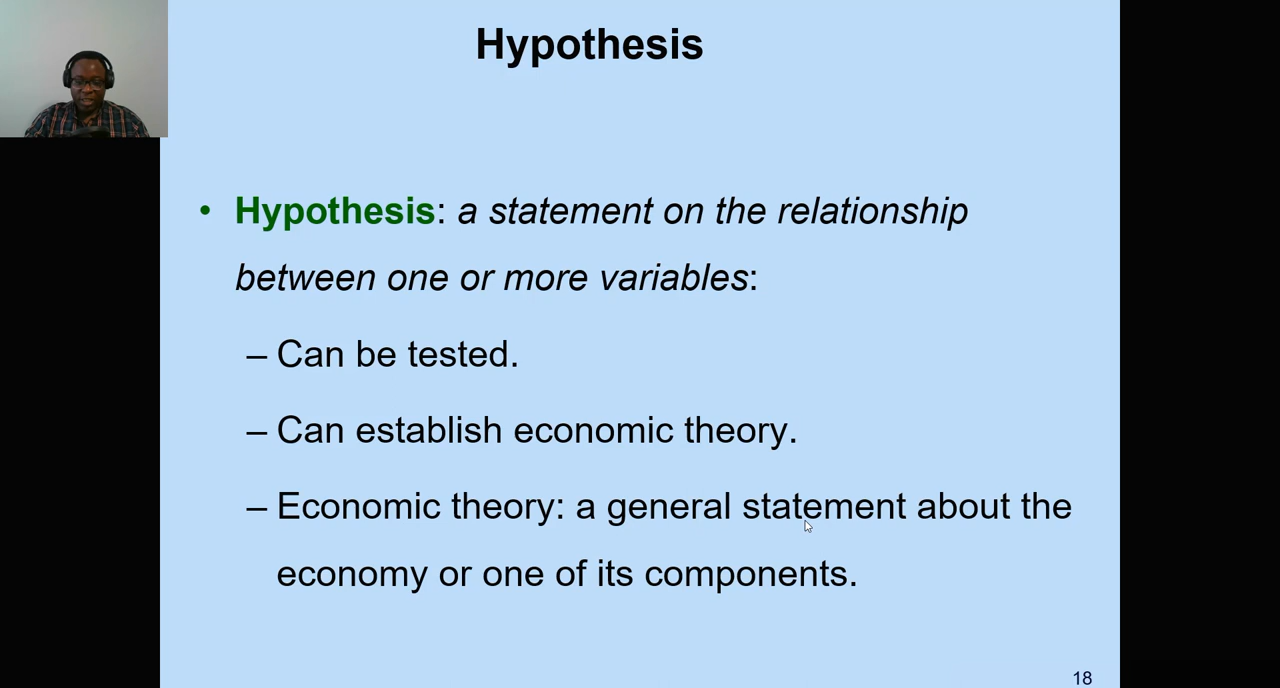 Hypothesis
• Hypothesis: a statement on the relationship
between one or more variables:
– Can be tested.
– Can establish economic theory.
– Economic theory: a general statement about the
economy or one of its components.
18